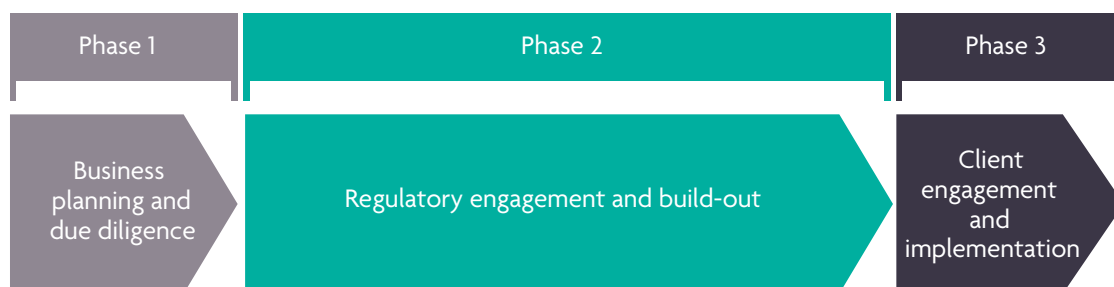 Phase 1
Phase 2
Phase 3
Business
planning and
due diligence
Regulatory engagement and build-out
Client
engagement
and
implementation